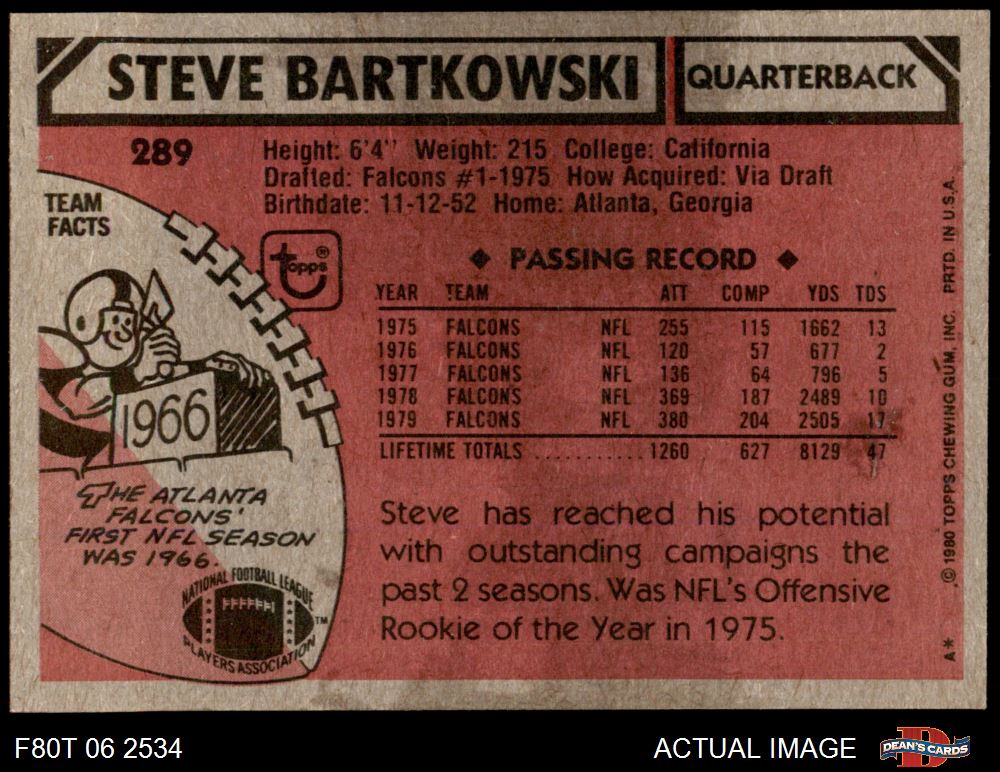 STEVE BARTKOWSKI QUARTERBACK
289
Height: 6'4" Weight: 215 College: California
Drafted: Falcons #1-1975 How Acquired: Via Draft
Birthdate: 11-12-52 Home: Atlanta, Georgia
TEAM
FACTS
topps®
1966
THE ATLANTA
FALCONS'
FIRST NFL SEASON
WAS 1966.
NATIONAL FOOTBALL LEAGUE
PLAYERS ASSOCIATION
TM
◆ PASSING RECORD ◆
YEAR TEAM ATT COMP YDS TDS
1975 FALCONS NFL 255 115 1662 13
1976 FALCONS NFL 120 57 677 2
1977 FALCONS NFL 136 64 796 5
1978 FALCONS NFL 369 187 2489 10
1979 FALCONS NFL 380 204 2505 17
LIFETIME TOTALS ........... 1260 627 8129 47
Steve has reached his potential
with outstanding campaigns the
past 2 seasons. Was NFL's Offensive
Rookie of the Year in 1975.
A* © 1980 TOPPS CHEWING GUM, INC. PRTD. IN U.S.A.
F80T 06 2534 ACTUAL IMAGE
D
DEAN'S CARDS